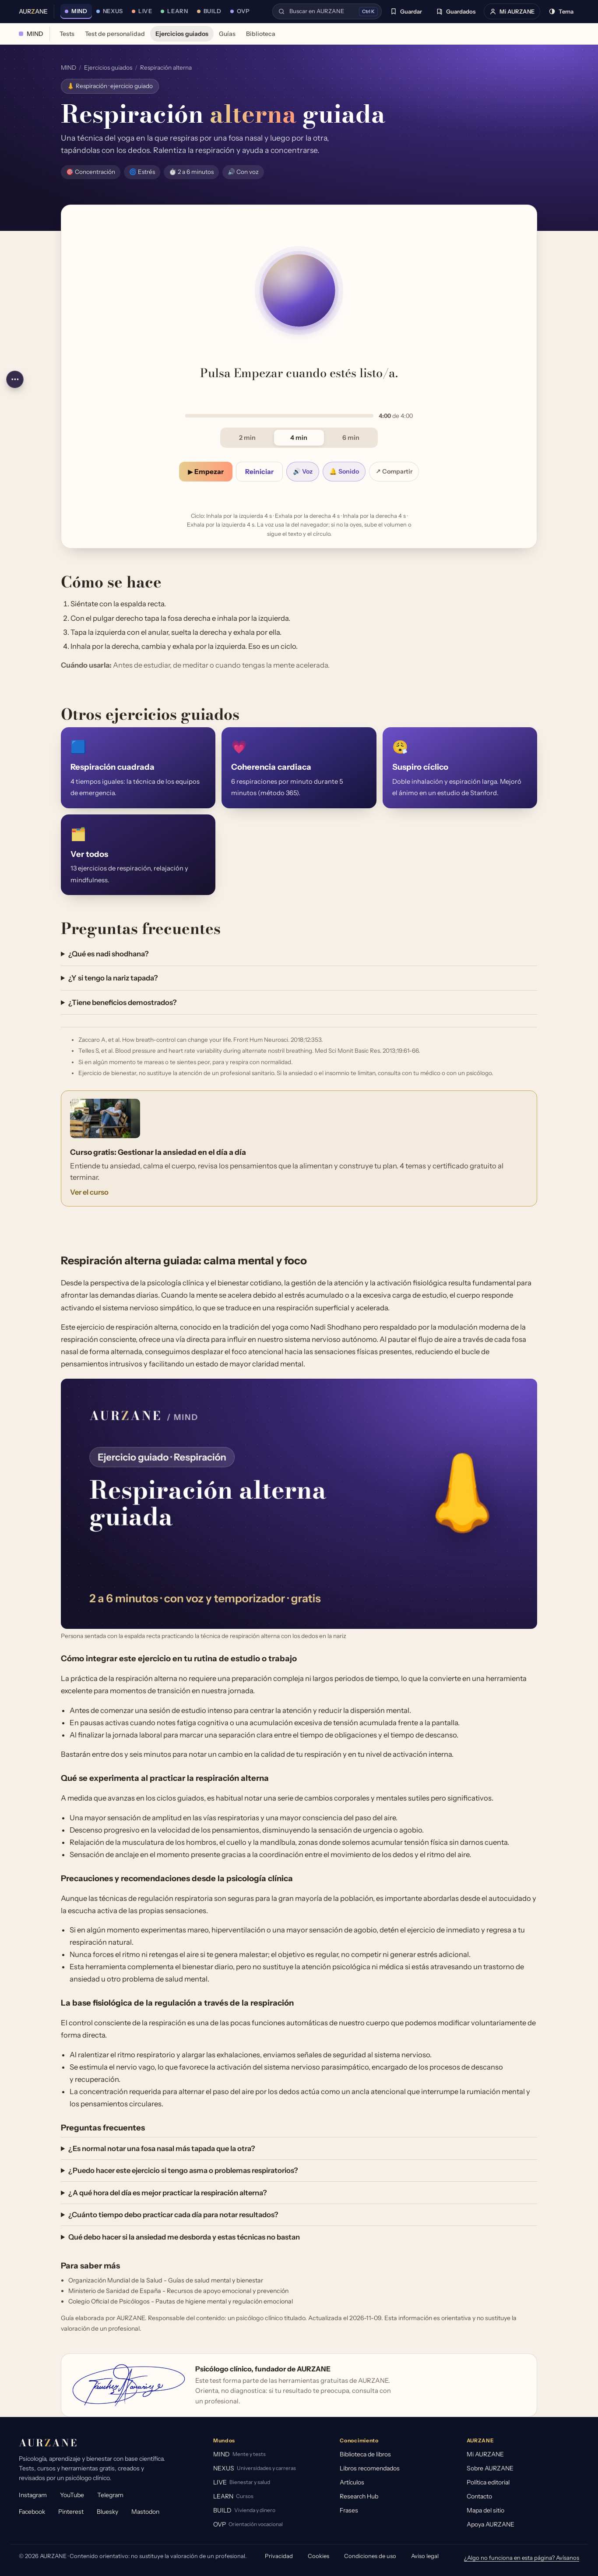 AURZANE MIND NEXUS LIVE LEARN BUILD OVP Buscar en AURZANE Ctrl K Guardar Guardados Mi AURZANE Tema
MIND Tests Test de personalidad Ejercicios guiados Guías Biblioteca
MIND / Ejercicios guiados / Respiración alterna
Respiración · ejercicio guiado
Respiración alterna guiada
Una técnica del yoga en la que respiras por una fosa nasal y luego por la otra,
tapándolas con los dedos. Ralentiza la respiración y ayuda a concentrarse.
Concentración Estrés 2 a 6 minutos Con voz
Pulsa Empezar cuando estés listo/a.
4:00 de 4:00
2 min 4 min 6 min
▶ Empezar Reiniciar Voz Sonido ↗ Compartir
Ciclo: Inhala por la izquierda 4 s · Exhala por la derecha 4 s · Inhala por la derecha 4 s ·
Exhala por la izquierda 4 s. La voz usa la del navegador; si no la oyes, sube el volumen o
sigue el texto y el círculo.
Cómo se hace
1. Siéntate con la espalda recta.
2. Con el pulgar derecho tapa la fosa derecha e inhala por la izquierda.
3. Tapa la izquierda con el anular, suelta la derecha y exhala por ella.
4. Inhala por la derecha, cambia y exhala por la izquierda. Eso es un ciclo.
Cuándo usarla: Antes de estudiar, de meditar o cuando tengas la mente acelerada.
Otros ejercicios guiados
Respiración cuadrada
4 tiempos iguales: la técnica de los equipos
de emergencia.
Coherencia cardiaca
6 respiraciones por minuto durante 5
minutos (método 365).
Suspiro cíclico
Doble inhalación y espiración larga. Mejoró
el ánimo en un estudio de Stanford.
Ver todos
13 ejercicios de respiración, relajación y
mindfulness.
Preguntas frecuentes
▶ ¿Qué es nadi shodhana?
▶ ¿Y si tengo la nariz tapada?
▶ ¿Tiene beneficios demostrados?
• Zaccaro A, et al. How breath-control can change your life. Front Hum Neurosci. 2018;12:353.
• Telles S, et al. Blood pressure and heart rate variability during alternate nostril breathing. Med Sci Monit Basic Res. 2013;19:61-66.
• Si en algún momento te mareas o te sientes peor, para y respira con normalidad.
• Ejercicio de bienestar, no sustituye la atención de un profesional sanitario. Si la ansiedad o el insomnio te limitan, consulta con tu médico o con un psicólogo.
Curso gratis: Gestionar la ansiedad en el día a día
Entiende tu ansiedad, calma el cuerpo, revisa los pensamientos que la alimentan y construye tu plan. 4 temas y certificado gratuito al
terminar.
Ver el curso
Respiración alterna guiada: calma mental y foco
Desde la perspectiva de la psicología clínica y el bienestar cotidiano, la gestión de la atención y la activación fisiológica resulta fundamental para
afrontar las demandas diarias. Cuando la mente se acelera debido al estrés acumulado o a la excesiva carga de estudio, el cuerpo responde
activando el sistema nervioso simpático, lo que se traduce en una respiración superficial y acelerada.
Este ejercicio de respiración alterna, conocido en la tradición del yoga como Nadi Shodhano pero respaldado por la modulación moderna de la
respiración consciente, ofrece una vía directa para influir en nuestro sistema nervioso autónomo. Al pautar el flujo de aire a través de cada fosa
nasal de forma alternada, conseguimos desplazar el foco atencional hacia las sensaciones físicas presentes, reduciendo el bucle de
pensamientos intrusivos y facilitando un estado de mayor claridad mental.
AURZANE / MIND
Ejercicio guiado · Respiración
Respiración alterna
guiada
2 a 6 minutos · con voz y temporizador · gratis
Persona sentada con la espalda recta practicando la técnica de respiración alterna con los dedos en la nariz
Cómo integrar este ejercicio en tu rutina de estudio o trabajo
La práctica de la respiración alterna no requiere una preparación compleja ni largos periodos de tiempo, lo que la convierte en una herramienta
excelente para momentos de transición en nuestra jornada.
• Antes de comenzar una sesión de estudio intenso para centrar la atención y reducir la dispersión mental.
• En pausas activas cuando notes fatiga cognitiva o una acumulación excesiva de tensión acumulada frente a la pantalla.
• Al finalizar la jornada laboral para marcar una separación clara entre el tiempo de obligaciones y el tiempo de descanso.
Bastarán entre dos y seis minutos para notar un cambio en la calidad de tu respiración y en tu nivel de activación interna.
Qué se experimenta al practicar la respiración alterna
A medida que avanzas en los ciclos guiados, es habitual notar una serie de cambios corporales y mentales sutiles pero significativos.
• Una mayor sensación de amplitud en las vías respiratorias y una mayor consciencia del paso del aire.
• Descenso progresivo en la velocidad de los pensamientos, disminuyendo la sensación de urgencia o agobio.
• Relajación de la musculatura de los hombros, el cuello y la mandíbula, zonas donde solemos acumular tensión física sin darnos cuenta.
• Sensación de anclaje en el momento presente gracias a la coordinación entre el movimiento de los dedos y el ritmo del aire.
Precauciones y recomendaciones desde la psicología clínica
Aunque las técnicas de regulación respiratoria son seguras para la gran mayoría de la población, es importante abordarlas desde el autocuidado y
la escucha activa de las propias sensaciones.
• Si en algún momento experimentas mareo, hiperventilación o una mayor sensación de agobio, detén el ejercicio de inmediato y regresa a tu
respiración natural.
• Nunca forces el ritmo ni retengas el aire si te genera malestar; el objetivo es regular, no competir ni generar estrés adicional.
• Esta herramienta complementa el bienestar diario, pero no sustituye la atención psicológica ni médica si estás atravesando un trastorno de
ansiedad u otro problema de salud mental.
La base fisiológica de la regulación a través de la respiración
El control consciente de la respiración es una de las pocas funciones automáticas de nuestro cuerpo que podemos modificar voluntariamente de
forma directa.
• Al ralentizar el ritmo respiratorio y alargar las exhalaciones, enviamos señales de seguridad al sistema nervioso.
• Se estimula el nervio vago, lo que favorece la activación del sistema nervioso parasimpático, encargado de los procesos de descanso
y recuperación.
• La concentración requerida para alternar el paso del aire por los dedos actúa como un ancla atencional que interrumpe la rumiación mental y
los pensamientos circulares.
Preguntas frecuentes
▶ ¿Es normal notar una fosa nasal más tapada que la otra?
▶ ¿Puedo hacer este ejercicio si tengo asma o problemas respiratorios?
▶ ¿A qué hora del día es mejor practicar la respiración alterna?
▶ ¿Cuánto tiempo debo practicar cada día para notar resultados?
▶ Qué debo hacer si la ansiedad me desborda y estas técnicas no bastan
Para saber más
• Organización Mundial de la Salud – Guías de salud mental y bienestar
• Ministerio de Sanidad de España – Recursos de apoyo emocional y prevención
• Colegio Oficial de Psicólogos – Pautas de higiene mental y regulación emocional
Guía elaborada por AURZANE. Responsable del contenido: un psicólogo clínico titulado. Actualizada el 2026-11-09. Esta información es orientativa y no sustituye la
valoración de un profesional.
Psicólogo clínico, fundador de AURZANE
Este test forma parte de las herramientas gratuitas de AURZANE.
Orienta, no diagnostica: si tu resultado te preocupa, consulta con
un profesional.
AURZANE
Psicología, aprendizaje y bienestar con base científica.
Tests, cursos y herramientas gratis, creados y
revisados por un psicólogo clínico.
Instagram YouTube Telegram
Facebook Pinterest Bluesky Mastodon
Mundos
MIND Mente y tests
NEXUS Universidades y carreras
LIVE Bienestar y salud
LEARN Cursos
BUILD Vivienda y dinero
OVP Orientación vocacional
Conocimiento
Biblioteca de libros
Libros recomendados
Artículos
Research Hub
Frases
AURZANE
Mi AURZANE
Sobre AURZANE
Política editorial
Contacto
Mapa del sitio
Apoya AURZANE
© 2026 AURZANE · Contenido orientativo: no sustituye la valoración de un profesional. Privacidad Cookies Condiciones de uso Aviso legal ¿Algo no funciona en esta página? Avísanos